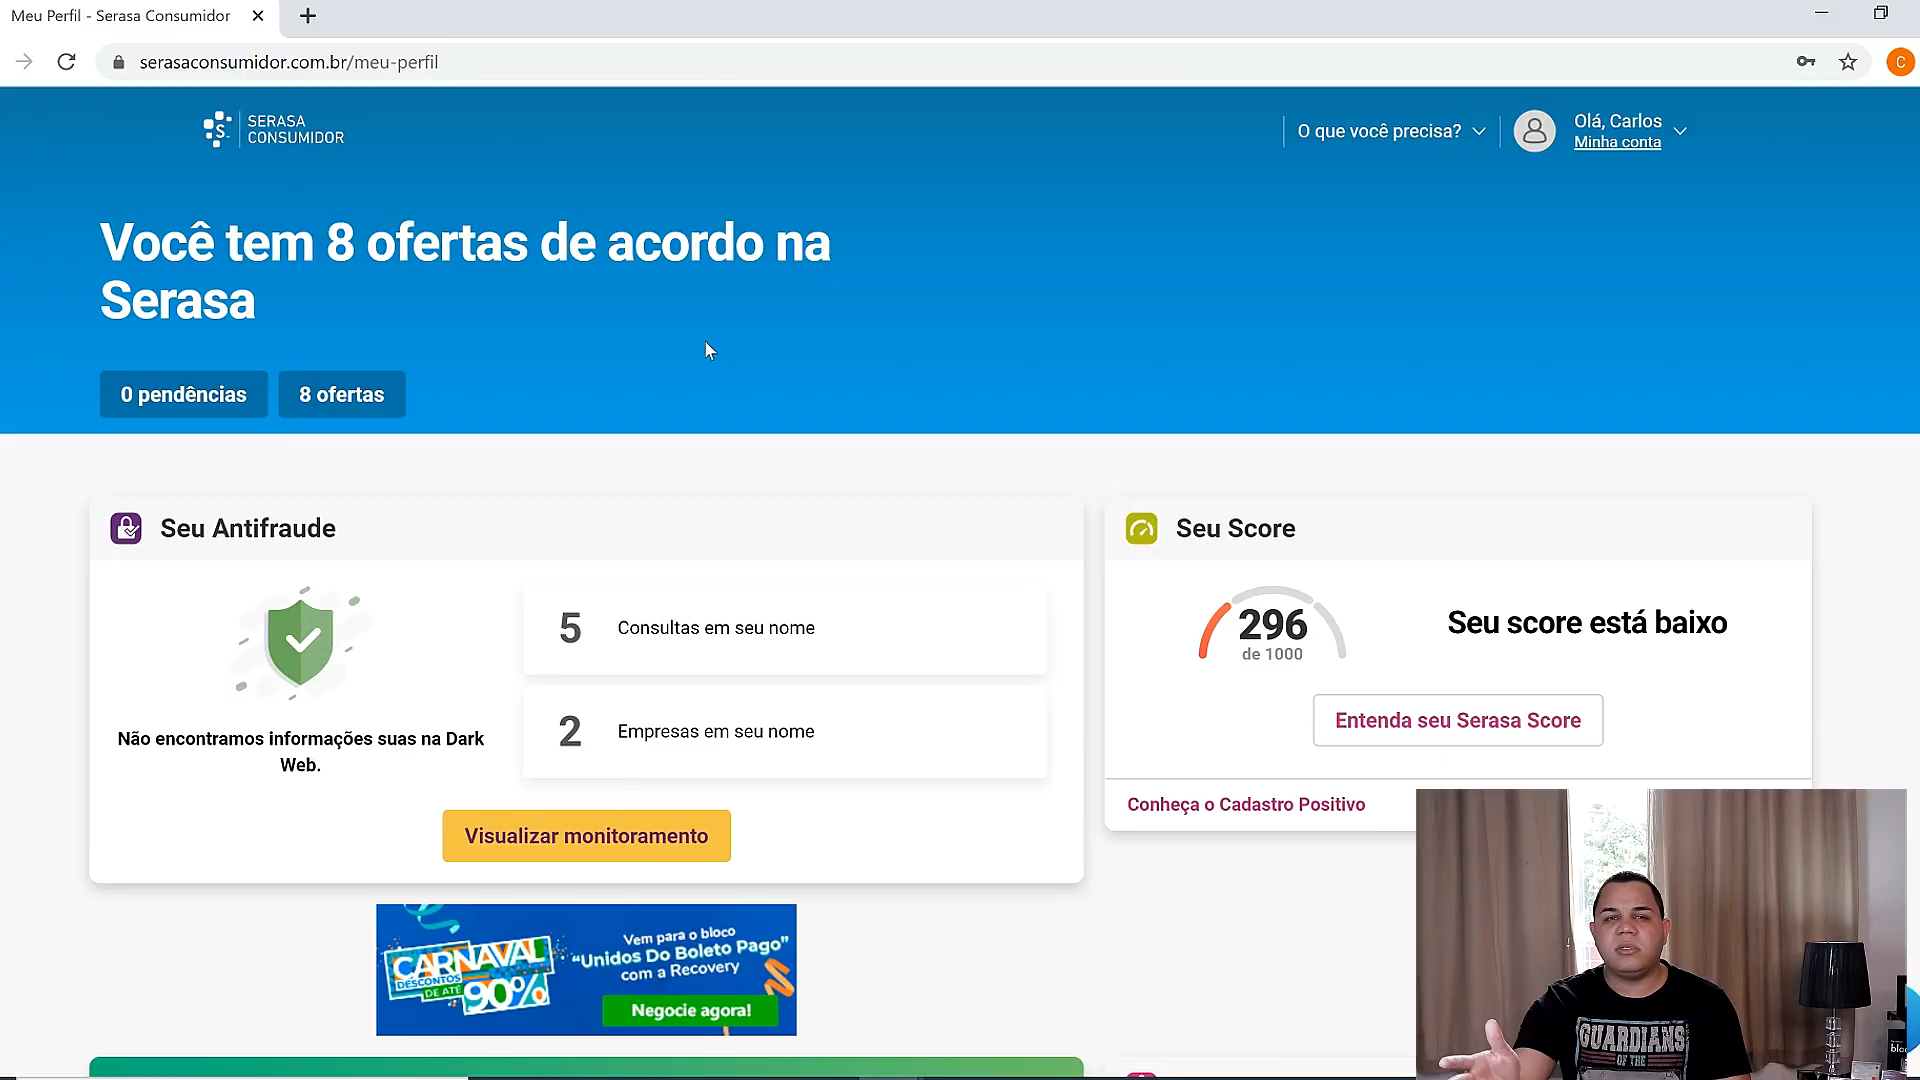 Meu Perfil - Serasa Consumidor
serasaconsumidor.com.br/meu-perfil
C
S
SERASA
CONSUMIDOR
O que você precisa?
Olá, Carlos
Minha conta
Você tem 8 ofertas de acordo na
Serasa
0 pendências
8 ofertas
Seu Antifraude
Não encontramos informações suas na Dark
Web.
5 Consultas em seu nome
2 Empresas em seu nome
Visualizar monitoramento
Seu Score
296
de 1000
Seu score está baixo
Entenda seu Serasa Score
Conheça o Cadastro Positivo
CARNAVAL
DESCONTOS
DE ATÉ
90%
Vem para o bloco
“Unidos Do Boleto Pago”
com a Recovery
Negocie agora!
GUARDIANS
OF THE